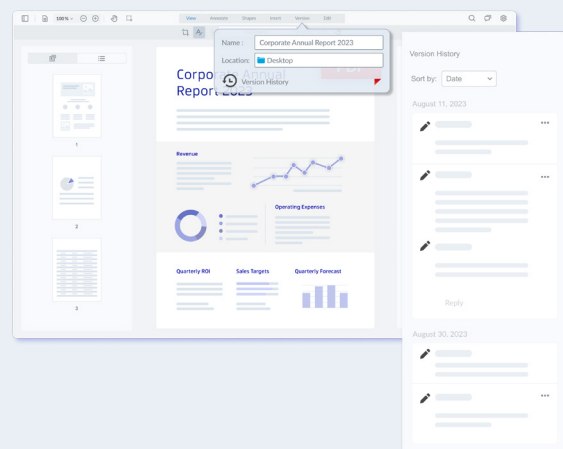 100 %
View Annotate Shapes Insert Version Edit
Name : Corporate Annual Report 2023
Location: Desktop
Version History
Corporate Annual
Report 2023
Revenue
Operating Expenses
Quarterly ROI Sales Targets Quarterly Forecast
1
2
3
Version History
Sort by: Date
August 11, 2023
Reply
August 30, 2023